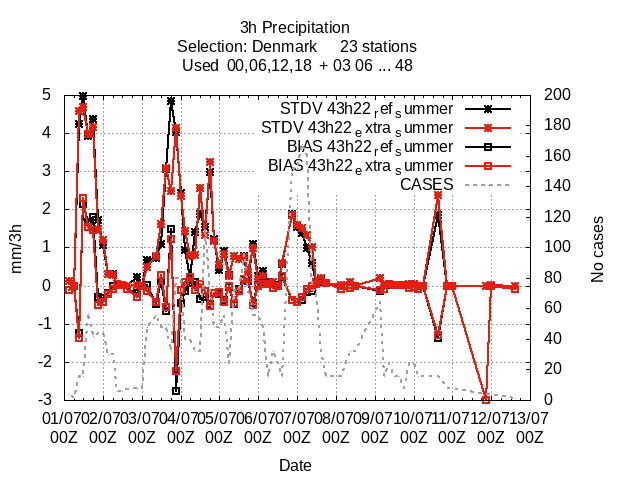 3h Precipitation
Selection: Denmark 23 stations
Used 00,06,12,18 + 03 06 ... 48
5
4
3
2
1
0
-1
-2
-3
200
180
160
140
120
100
80
60
40
20
0
STDV 43h22 ref summer
STDV 43h22 extra summer
BIAS 43h22 ref summer
BIAS 43h22 extra summer
CASES
mm/3h
No cases
01/07 02/07 03/07 04/07 05/07 06/07 07/07 08/07 09/07 10/07 11/07 12/07 13/07
00Z 00Z 00Z 00Z 00Z 00Z 00Z 00Z 00Z 00Z 00Z 00Z 00Z
Date